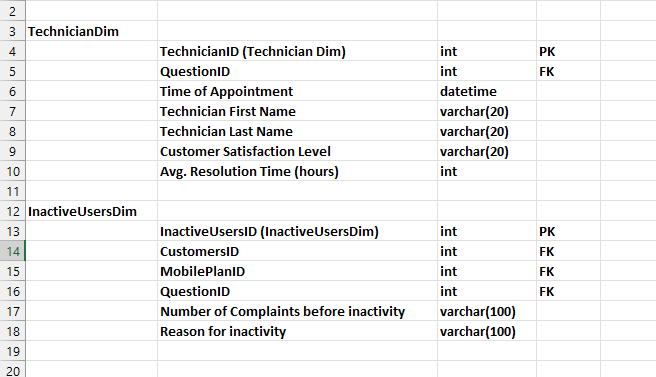 2
3 TechnicianDim
4 TechnicianID (Technician Dim) int PK
5 QuestionID int FK
6 Time of Appointment datetime
7 Technician First Name varchar(20)
8 Technician Last Name varchar(20)
9 Customer Satisfaction Level varchar(20)
10 Avg. Resolution Time (hours) int
11
12 InactiveUsersDim
13 InactiveUsersID (InactiveUsersDim) int PK
14 CustomersID int FK
15 MobilePlanID int FK
16 QuestionID int FK
17 Number of Complaints before inactivity varchar(100)
18 Reason for inactivity varchar(100)
19
20